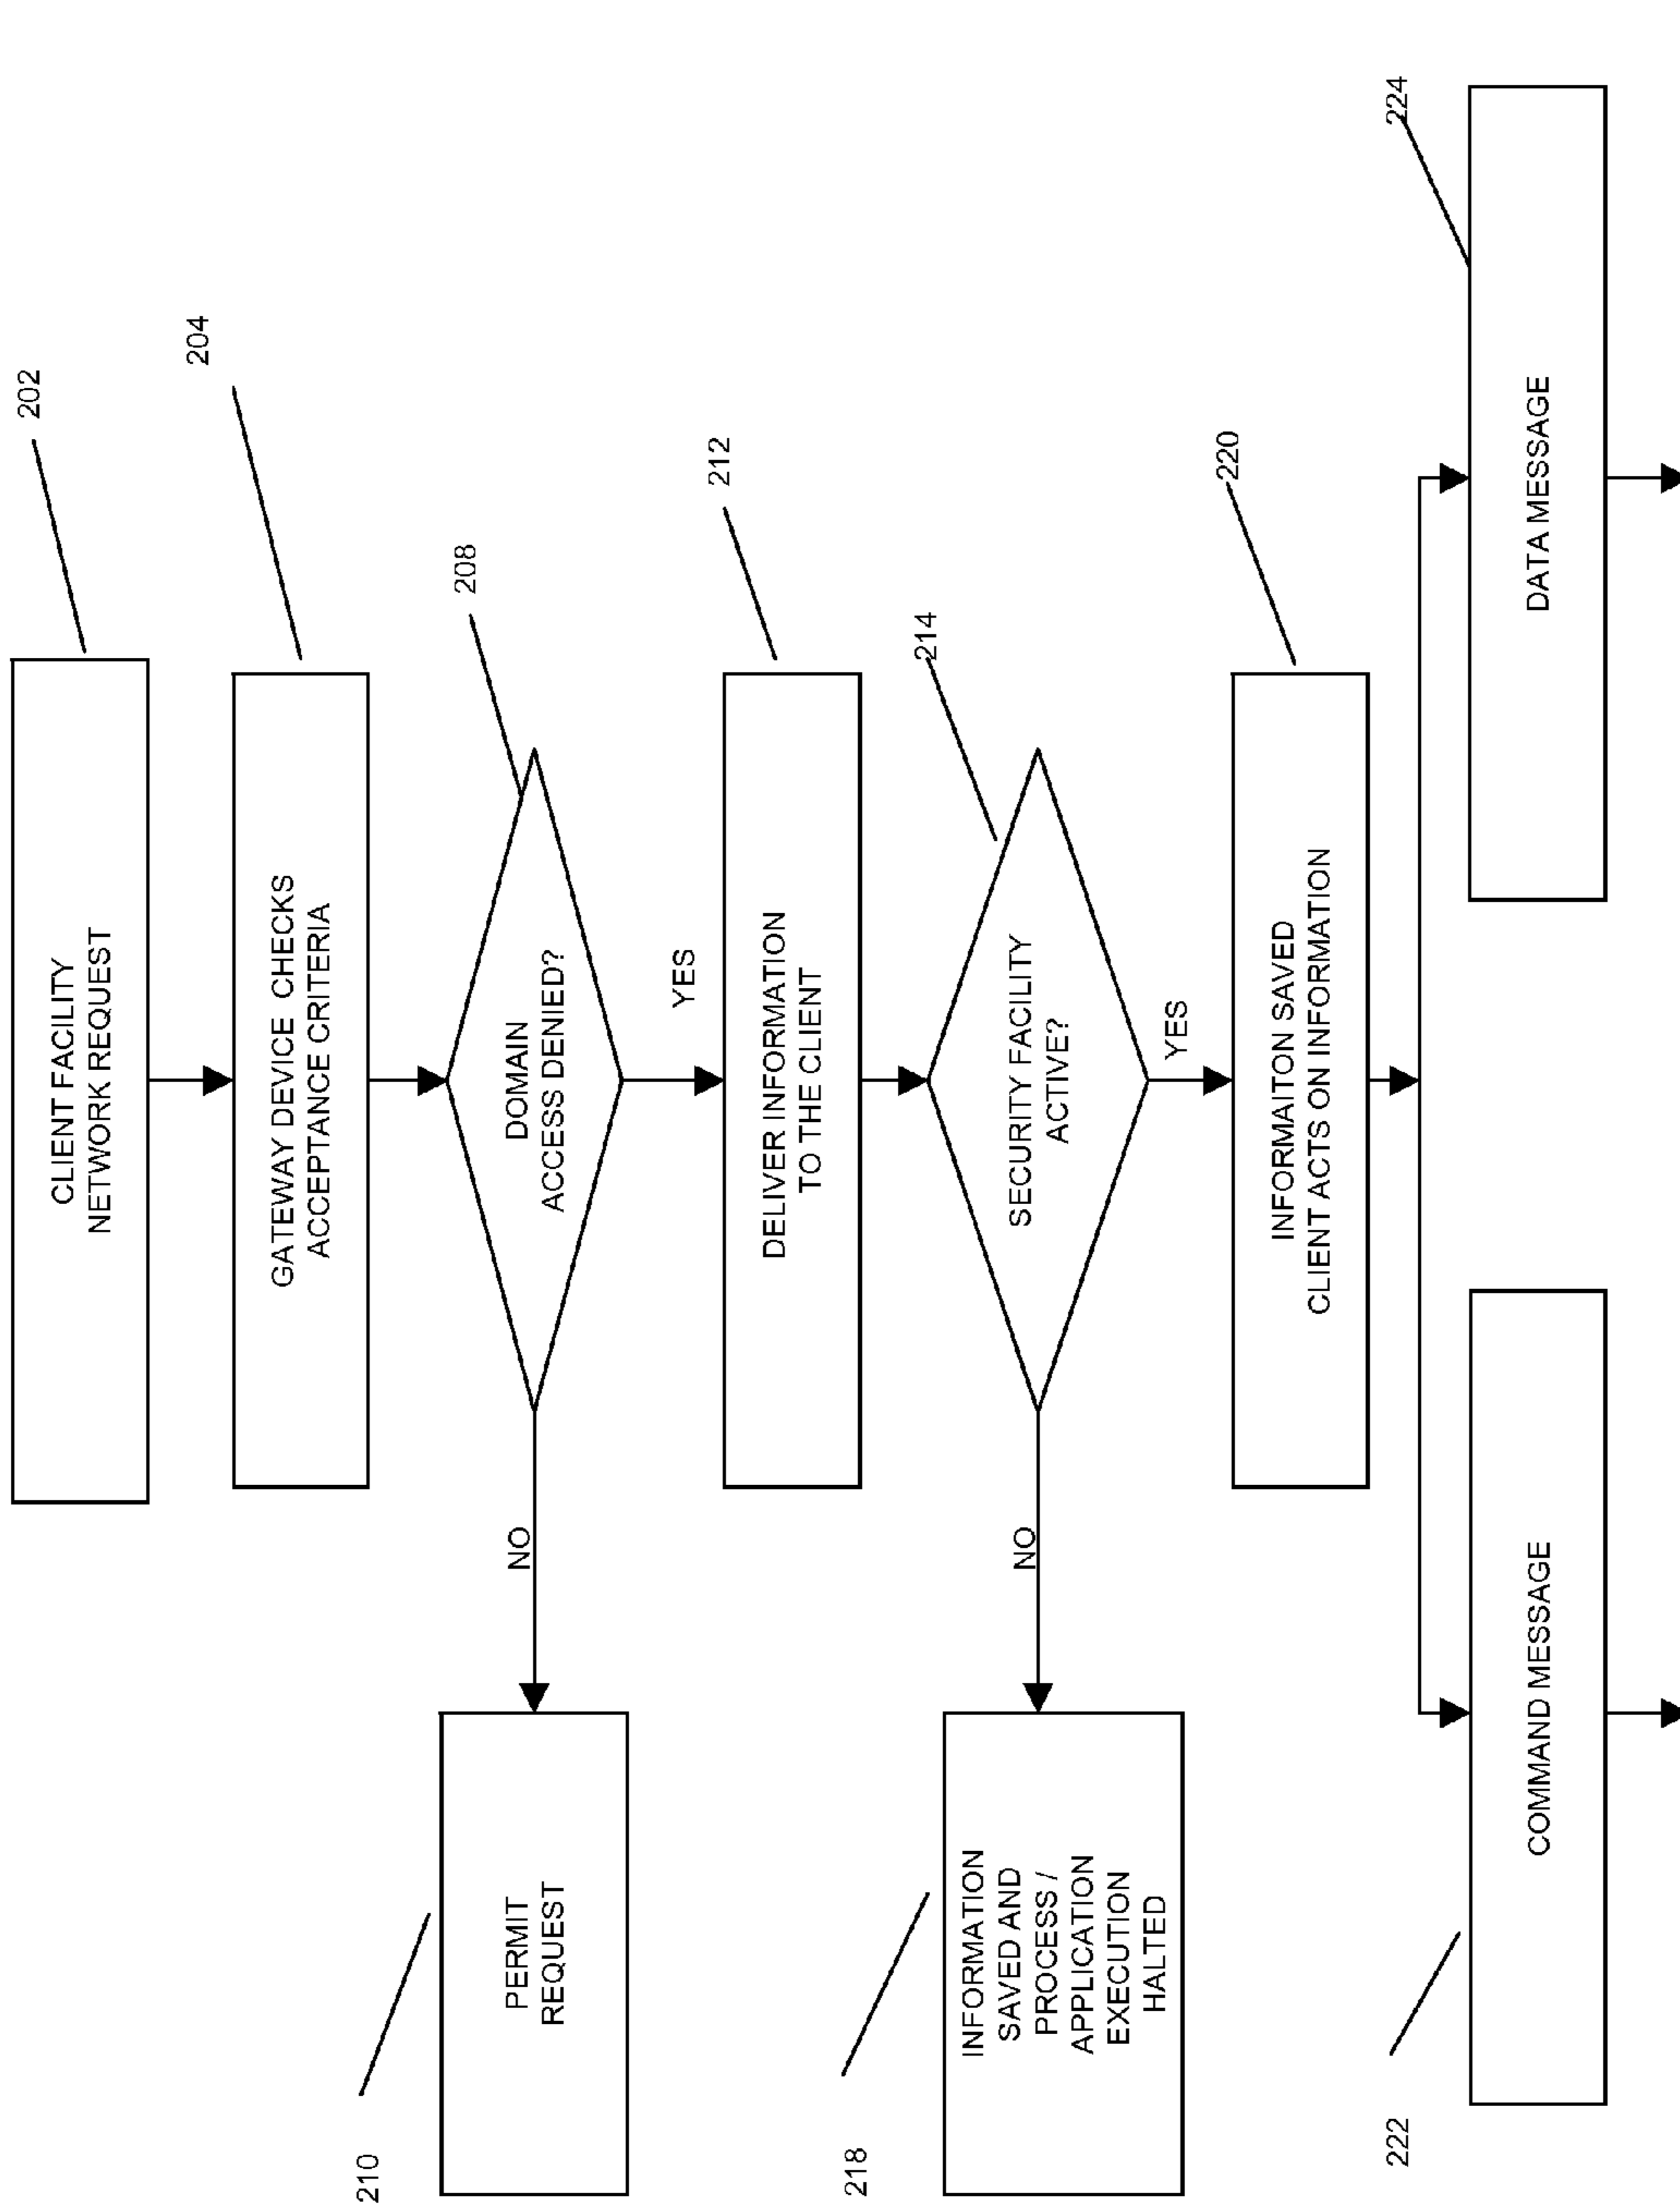 CLIENT FACILITY
NETWORK REQUEST
202
GATEWAY DEVICE CHECKS
ACCEPTANCE CRITERIA
204
DOMAIN
ACCESS DENIED?
208
NO
PERMIT
REQUEST
210
YES
DELIVER INFORMATION
TO THE CLIENT
212
SECURITY FACILITY
ACTIVE?
214
NO
INFORMATION
SAVED AND
PROCESS /
APPLICATION
EXECUTION
HALTED
218
YES
INFORMAITON SAVED
CLIENT ACTS ON INFORMATION
220
COMMAND MESSAGE
222
DATA MESSAGE
224